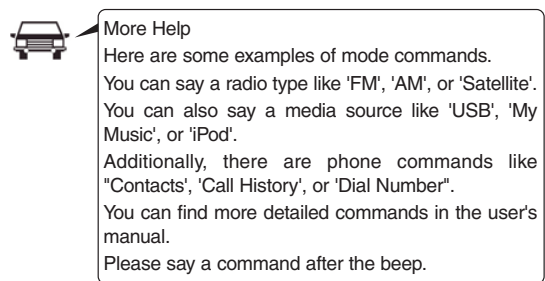 More Help
Here are some examples of mode commands.
You can say a radio type like 'FM', 'AM', or 'Satellite'.
You can also say a media source like 'USB', 'My
Music', or 'iPod'.
Additionally, there are phone commands like
"Contacts', 'Call History', or 'Dial Number".
You can find more detailed commands in the user's
manual.
Please say a command after the beep.